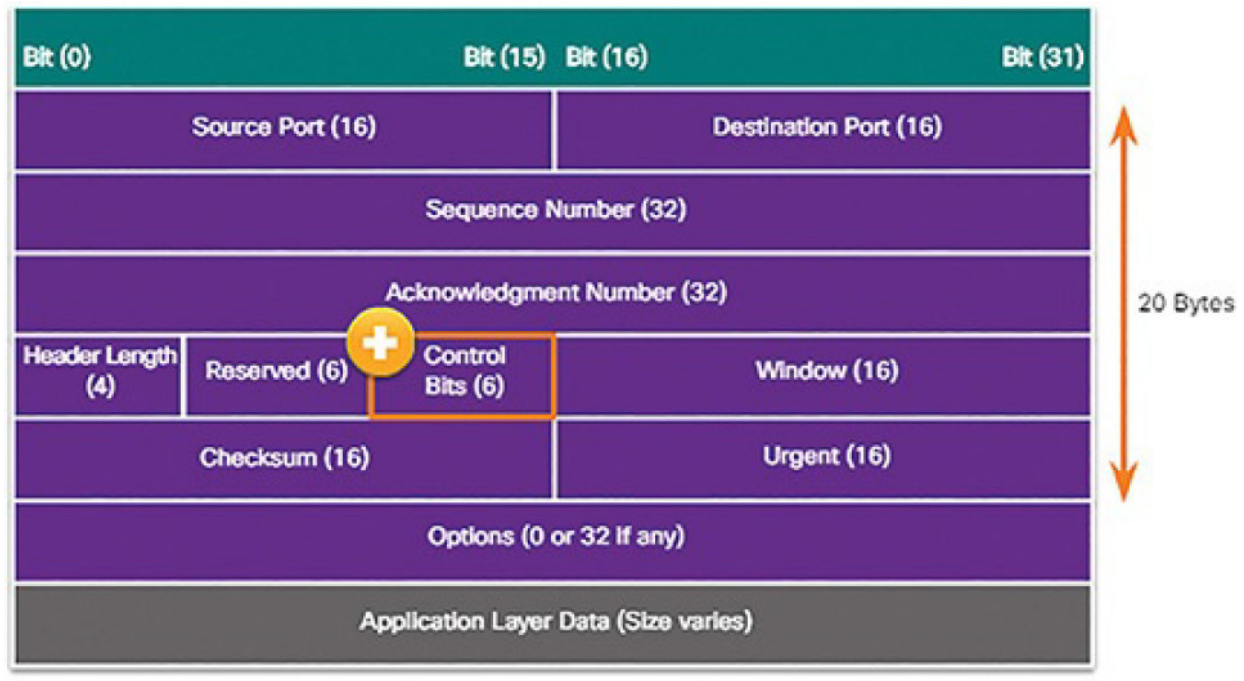 Bit (0) Bit (15) Bit (16) Bit (31)
Source Port (16) Destination Port (16)
Sequence Number (32)
Acknowledgment Number (32)
20 Bytes
Header Length
(4)
Reserved (6)
Control
Bits (6)
Window (16)
Checksum (16) Urgent (16)
Options (0 or 32 If any)
Application Layer Data (Size varies)